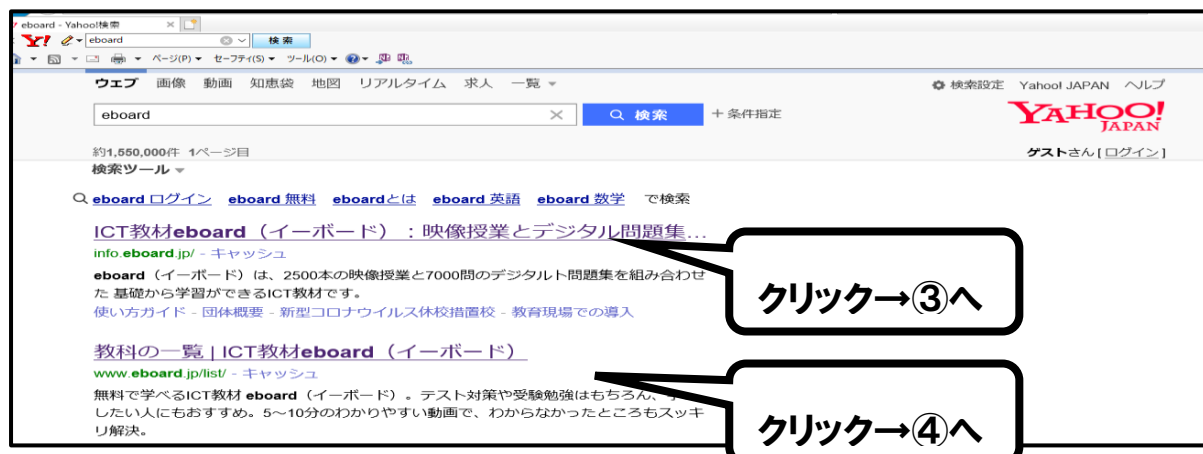 eboard - Yahoo!検索
eboard 検索
ページ(P) セーフティ(S) ツール(O)
ウェブ 画像 動画 知恵袋 地図 リアルタイム 求人 一覧
検索設定 Yahoo! JAPAN ヘルプ
eboard 検索 +条件指定
YAHOO! JAPAN
約1,550,000件 1ページ目
ゲストさん [ログイン]
検索ツール
eboard ログイン eboard 無料 eboardとは eboard 英語 eboard 数学 で検索
ICT教材eboard（イーボード）：映像授業とデジタル問題集...
info.eboard.jp/ - キャッシュ
eboard（イーボード）は、2500本の映像授業と7000問のデジタルト問題集を組み合わせ
た 基礎から学習ができるICT教材です。
使い方ガイド - 団体概要 - 新型コロナウイルス休校措置校 - 教育現場での導入
クリック→③へ
教科の一覧 | ICT教材eboard（イーボード）
www.eboard.jp/list/ - キャッシュ
無料で学べるICT教材 eboard（イーボード）。テスト対策や受験勉強はもちろん、
したい人にもおすすめ。5～10分のわかりやすい動画で、わからなかったところもスッキ
リ解決。
クリック→④へ